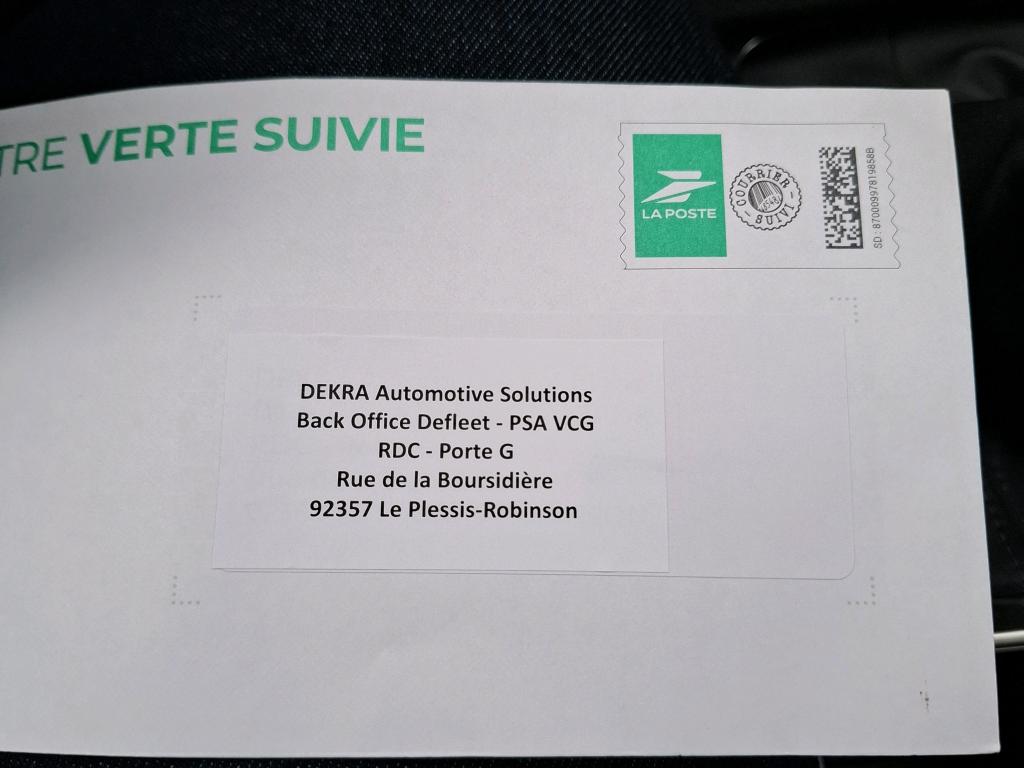 TRE VERTE SUIVIE
LA POSTE
COURRIER SUIVI
SD : 87000997819858B
DEKRA Automotive Solutions
Back Office Defleet - PSA VCG
RDC - Porte G
Rue de la Boursidière
92357 Le Plessis-Robinson